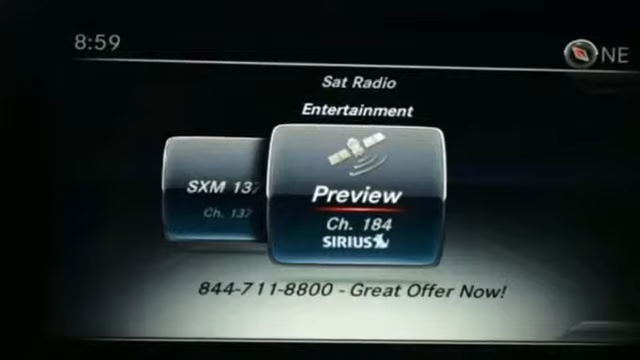 8:59
NE
Sat Radio
Entertainment
SXM 137
Ch. 137
Preview
Ch. 184
SIRIUS
844-711-8800 - Great Offer Now!